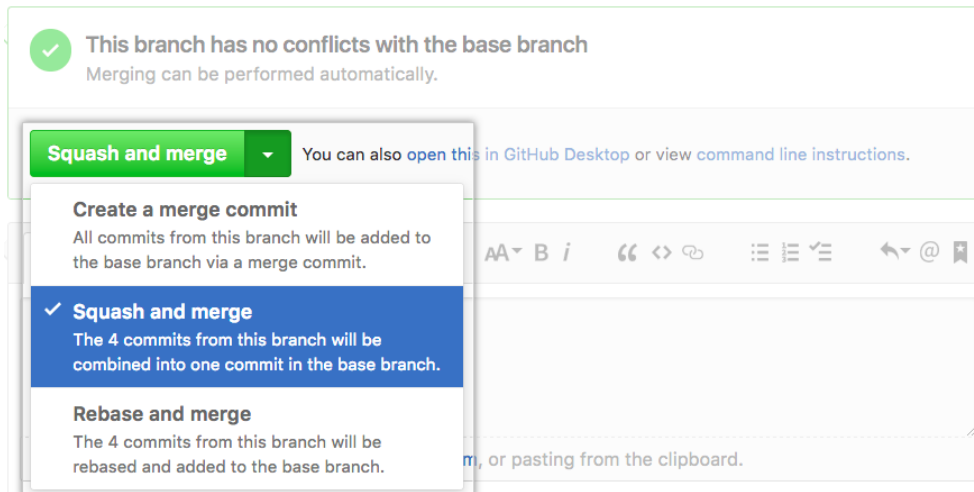 This branch has no conflicts with the base branch
Merging can be performed automatically.
Squash and merge
You can also open this in GitHub Desktop or view command line instructions.
Create a merge commit
All commits from this branch will be added to
the base branch via a merge commit.
AA B i
@
Squash and merge
The 4 commits from this branch will be
combined into one commit in the base branch.
Rebase and merge
The 4 commits from this branch will be
rebased and added to the base branch.
m, or pasting from the clipboard.